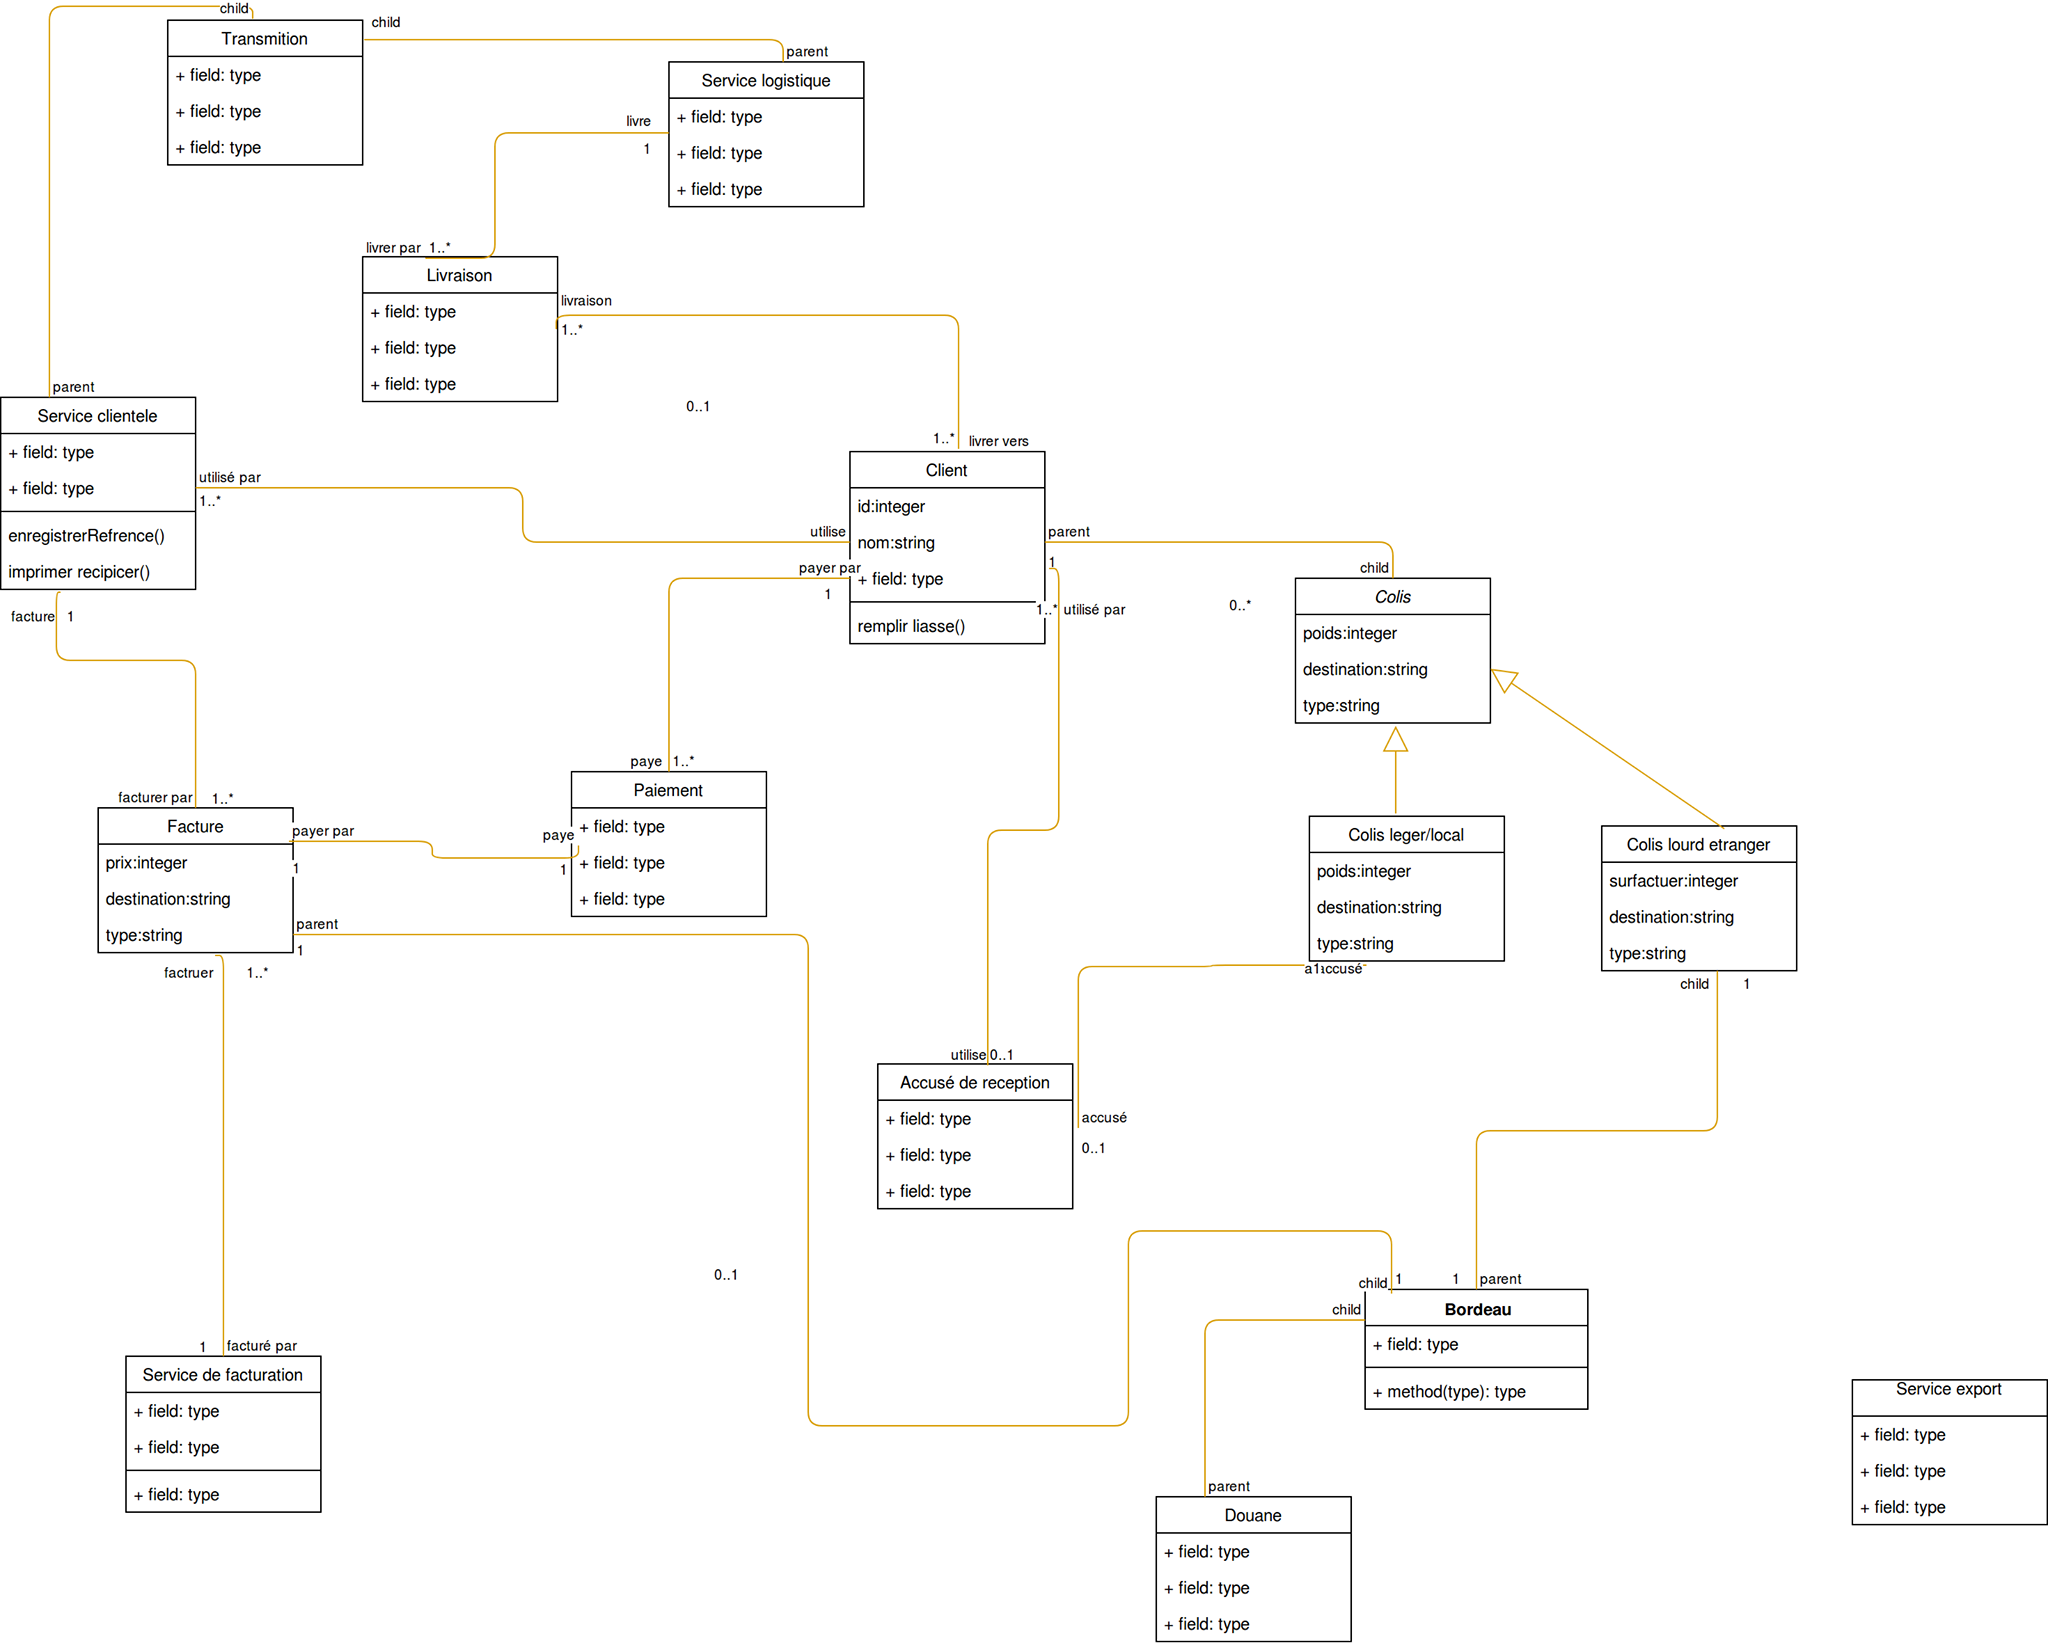 child
Transmition
+ field: type
+ field: type
+ field: type
child
parent
Service logistique
+ field: type
+ field: type
+ field: type
livre
1
livrer par 1..*
Livraison
+ field: type
+ field: type
+ field: type
livraison
1..*
0..1
1..* livrer vers
parent
Service clientele
+ field: type
+ field: type
enregistrerRefrence()
imprimer recipicer()
utilisé par
1..*
utilise
Client
id:integer
nom:string
+ field: type
remplir liasse()
payer par
1
parent
1
1..* utilisé par
child
0..*
Colis
poids:integer
destination:string
type:string
facture 1
facturer par 1..*
Facture
prix:integer
destination:string
type:string
payer par
1
paye 1..*
Paiement
+ field: type
+ field: type
+ field: type
paye
1
parent
1
factruer 1..*
Colis leger/local
poids:integer
destination:string
type:string
1
Colis lourd etranger
surfactuer:integer
destination:string
type:string
child 1
utilise 0..1
Accusé de reception
+ field: type
+ field: type
+ field: type
accusé
0..1
0..1
child 1
1 parent
child
Bordeau
+ field: type
+ method(type): type
1 facturé par
Service de facturation
+ field: type
+ field: type
+ field: type
parent
Douane
+ field: type
+ field: type
+ field: type
Service export
+ field: type
+ field: type
+ field: type